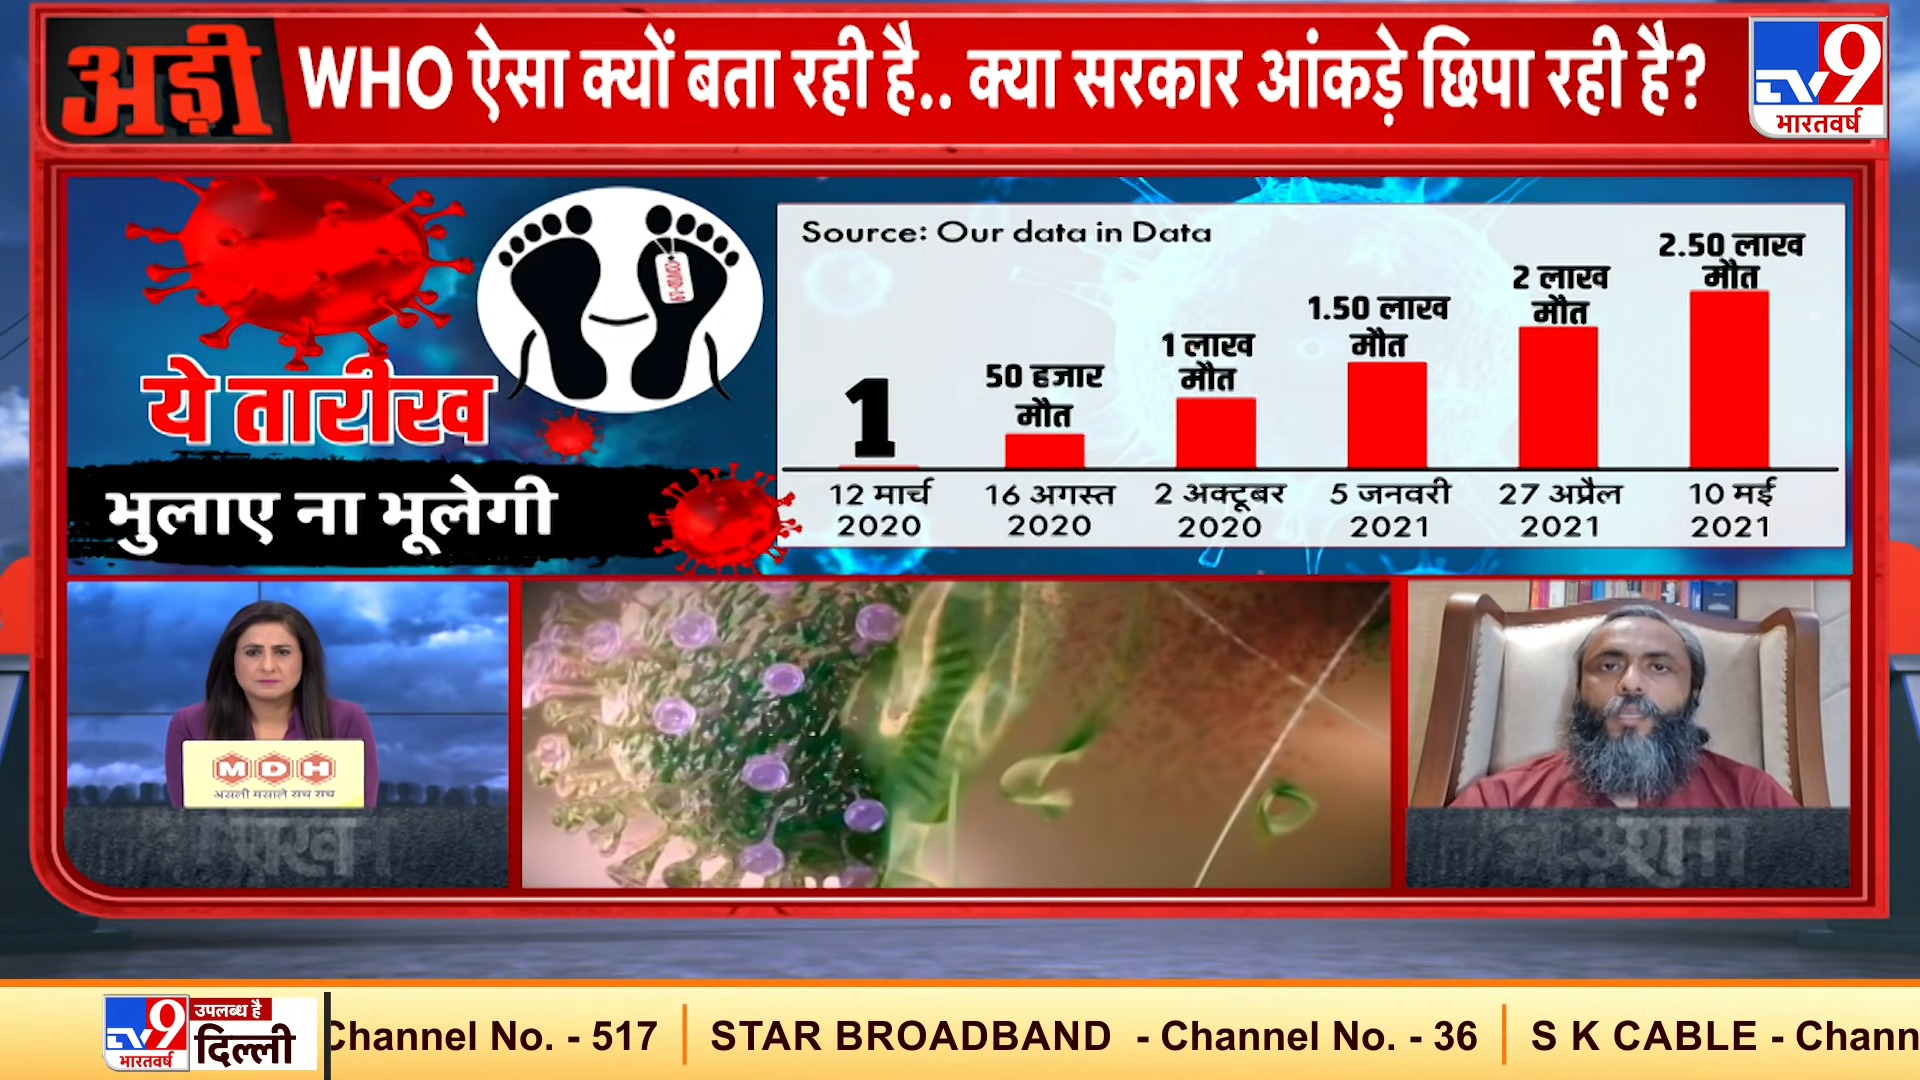 अड़ी
WHO ऐसा क्यों बता रही है.. क्या सरकार आंकड़े छिपा रही है?
TV9
भारतवर्ष
ये तारीख
भुलाए ना भूलेगी
COVID-19
Source: Our data in Data
1
50 हजार
मौत
1 लाख
मौत
1.50 लाख
मौत
2 लाख
मौत
2.50 लाख
मौत
12 मार्च
2020
16 अगस्त
2020
2 अक्टूबर
2020
5 जनवरी
2021
27 अप्रैल
2021
10 मई
2021
MDH
असली मसाले सच सच
TV9
भारतवर्ष
उपलब्ध है
दिल्ली
Channel No. - 517 | STAR BROADBAND - Channel No. - 36 | S K CABLE - Chann